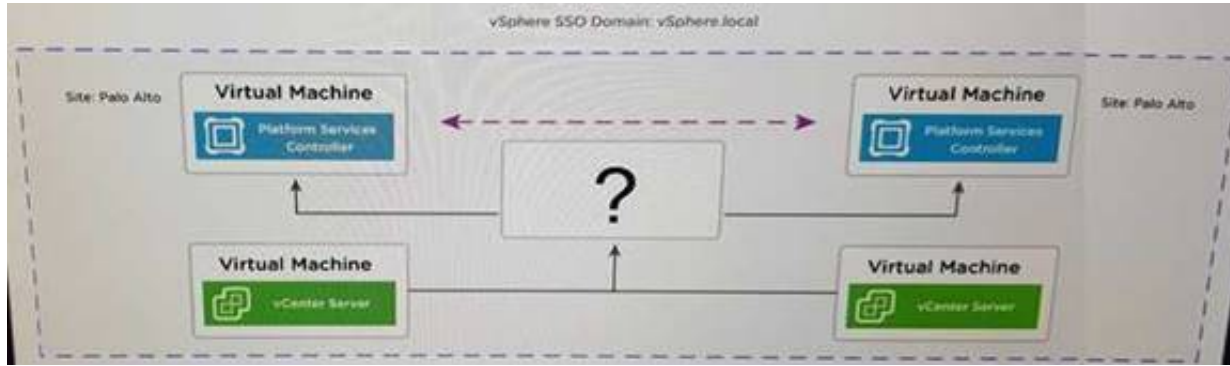 vSphere SSO Domain: vSphere.local
Site: Palo Alto
Virtual Machine
Platform Services
Controller
?
Virtual Machine
Platform Services
Controller
Site: Palo Alto
Virtual Machine
vCenter Server
Virtual Machine
vCenter Server